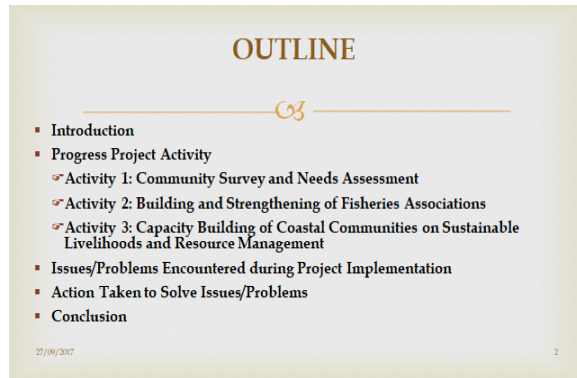 OUTLINE
Introduction
Progress Project Activity
Activity 1: Community Survey and Needs Assessment
Activity 2: Building and Strengthening of Fisheries Associations
Activity 3: Capacity Building of Coastal Communities on Sustainable
Livelihoods and Resource Management
Issues/Problems Encountered during Project Implementation
Action Taken to Solve Issues/Problems
Conclusion
27/09/2017
2